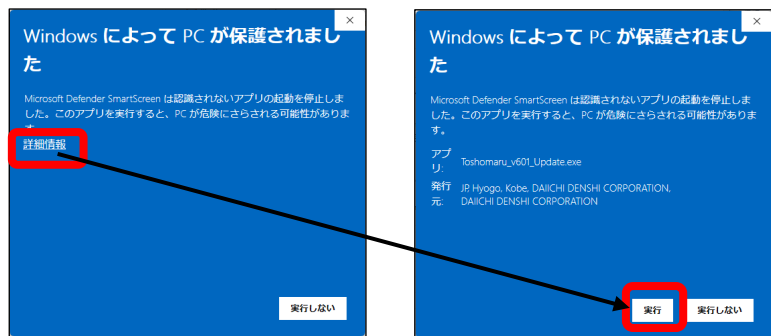 Windows によって PC が保護されまし
た
Microsoft Defender SmartScreen は認識されないアプリの起動を停止しま
した。このアプリを実行すると、PC が危険にさらされる可能性がありま
す。
詳細情報
実行しない
Windows によって PC が保護されまし
た
Microsoft Defender SmartScreen は認識されないアプリの起動を停止しま
した。このアプリを実行すると、PC が危険にさらされる可能性がありま
す。
アプ
リ:
Toshomaru_v601_Update.exe
発行
元:
JP, Hyogo, Kobe, DAIICHI DENSHI CORPORATION,
DAIICHI DENSHI CORPORATION
実行
実行しない